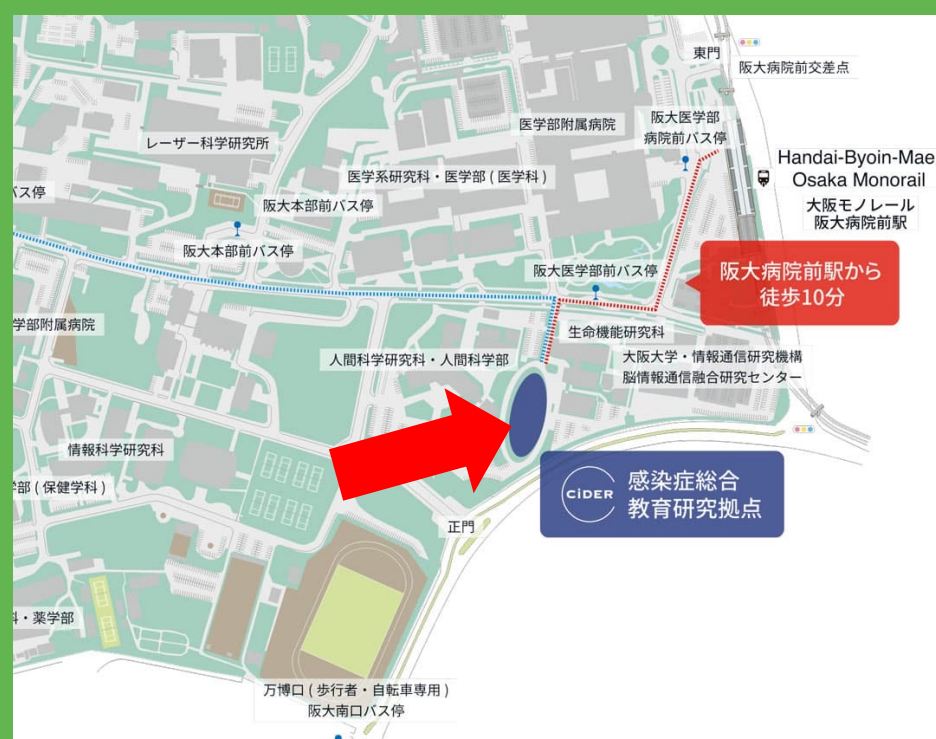 東門
阪大病院前交差点
阪大医学部
病院前バス停
医学部附属病院
レーザー科学研究所
医学系研究科・医学部 ( 医学科 )
Handai-Byoin-Mae
Osaka Monorail
大阪モノレール
阪大病院前駅
バス停
阪大本部前バス停
阪大本部前バス停
阪大医学部前バス停
阪大病院前駅から
徒歩10分
学部附属病院
生命機能研究科
人間科学研究科・人間科学部
大阪大学・情報通信研究機構
脳情報通信融合研究センター
情報科学研究科
学部 ( 保健学科 )
CiDER
感染症総合
教育研究拠点
正門
科・薬学部
万博口 ( 歩行者・自転車専用 )
阪大南口バス停